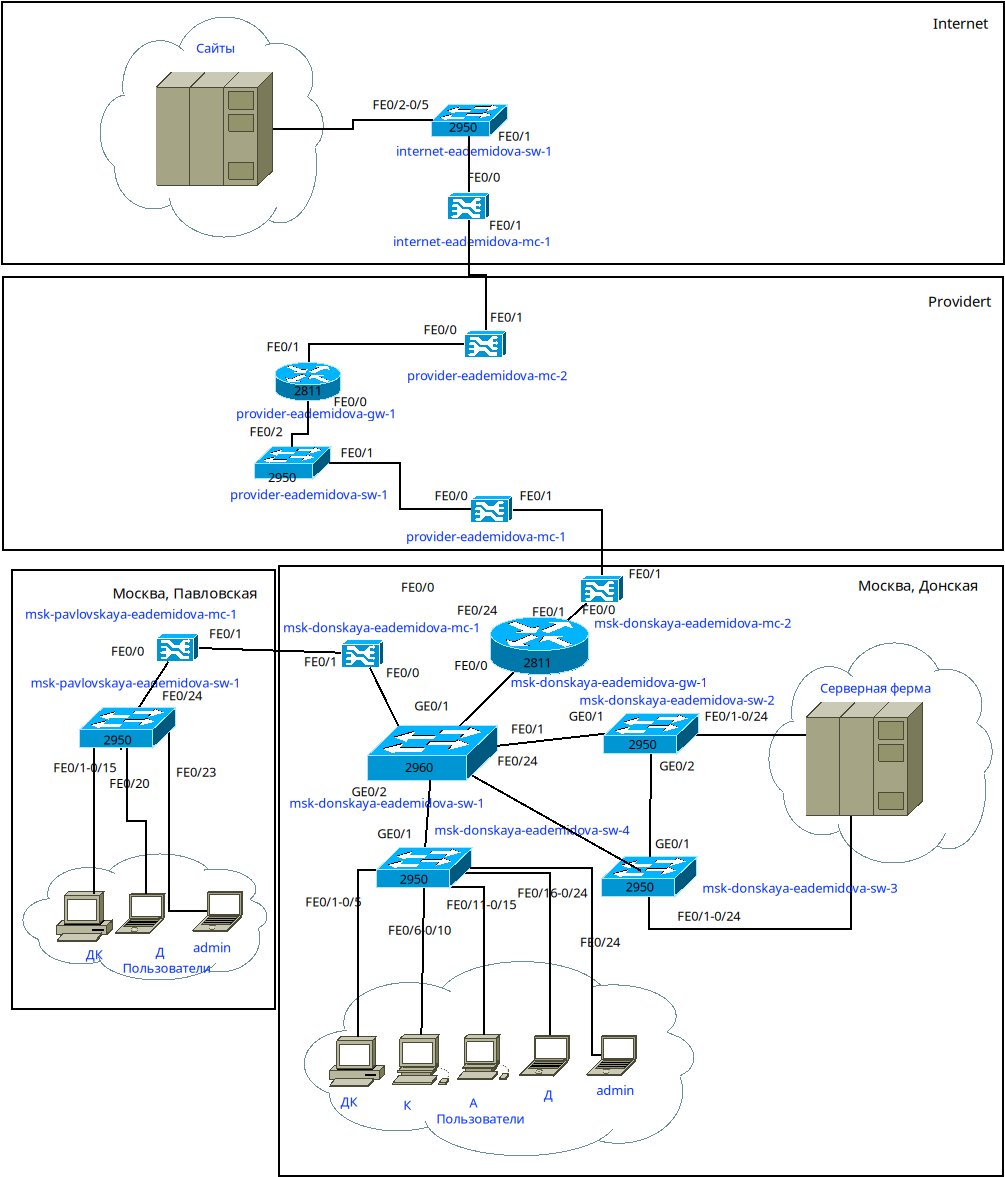 Internet
Сайты
FE0/2-0/5
2950
FE0/1
internet-eademidova-sw-1
FE0/0
FE0/1
internet-eademidova-mc-1
Providert
FE0/1
FE0/0
FE0/1
provider-eademidova-mc-2
2811
FE0/0
provider-eademidova-gw-1
FE0/2
FE0/1
2950
provider-eademidova-sw-1
FE0/0
FE0/1
provider-eademidova-mc-1
Москва, Павловская
msk-pavlovskaya-eademidova-mc-1
FE0/1
FE0/0
msk-pavlovskaya-eademidova-sw-1
FE0/24
2950
FE0/1-0/15
FE0/20
FE0/23
ДК
Д
admin
Пользователи
Москва, Донская
FE0/1
FE0/0
FE0/24
FE0/1
FE0/0
msk-donskaya-eademidova-mc-2
msk-donskaya-eademidova-mc-1
FE0/1
FE0/0
FE0/0
2811
msk-donskaya-eademidova-gw-1
msk-donskaya-eademidova-sw-2
Серверная ферма
GE0/1
GE0/1
FE0/1-0/24
FE0/1
2950
FE0/24
2960
GE0/2
GE0/2
msk-donskaya-eademidova-sw-1
GE0/1
msk-donskaya-eademidova-sw-4
GE0/1
2950
2950
msk-donskaya-eademidova-sw-3
FE0/1-0/5
FE0/11-0/15
FE0/16-0/24
FE0/1-0/24
FE0/6-0/10
FE0/24
ДК
К
А
Д
admin
Пользователи